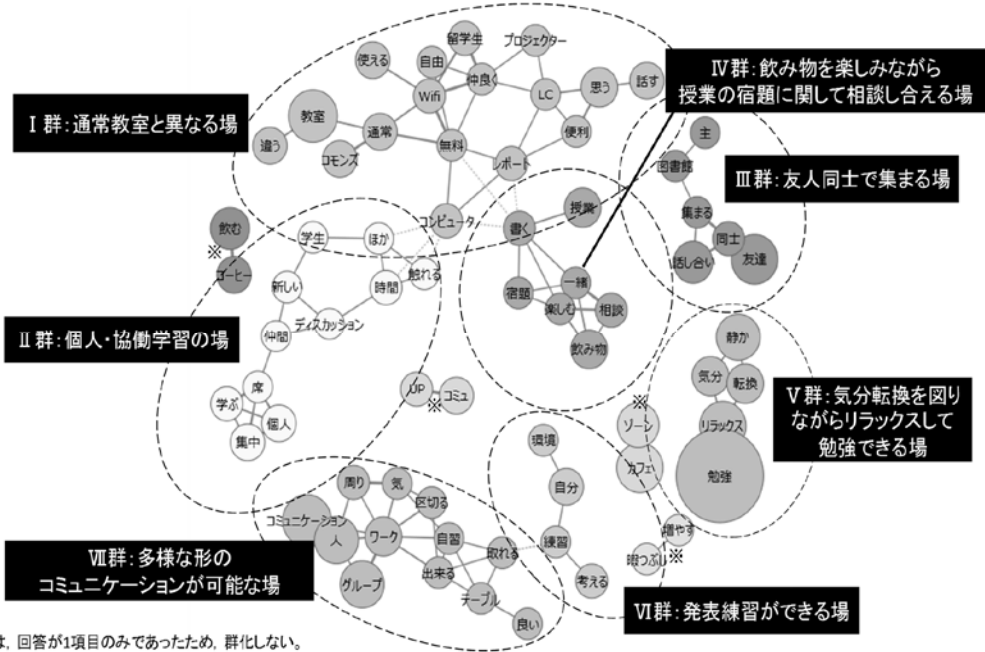 Ⅰ群:通常教室と異なる場
留学生
プロジェクター
使える
自由
仲良く
Wifi
LC
思う
話す
教室
違う
通常
コモンズ
無料
便利
レポート
コンピュータ
Ⅳ群:飲み物を楽しみながら
授業の宿題に関して相談し合える場
主
図書館
集まる
同士
話し合い
友達
Ⅲ群:友人同士で集まる場
飲む
※
コーヒー
学生
ほか
触れる
時間
新しい
ディスカッション
仲間
席
学ぶ
個人
集中
Ⅱ群:個人・協働学習の場
授業
書く
宿題
一緒
楽しむ
相談
飲み物
UP
※
コミュ
静か
気分
転換
リラックス
勉強
Ⅴ群:気分転換を図り
ながらリラックスして
勉強できる場
※
ゾーン
カフェ
環境
自分
練習
考える
増やす
暇つぶし
※
Ⅵ群:発表練習ができる場
周り
気
区切る
コミュニケーション
人
ワーク
自習
取れる
グループ
出来る
テーブル
良い
Ⅶ群:多様な形の
コミュニケーションが可能な場
は, 回答が1項目のみであったため, 群化しない。